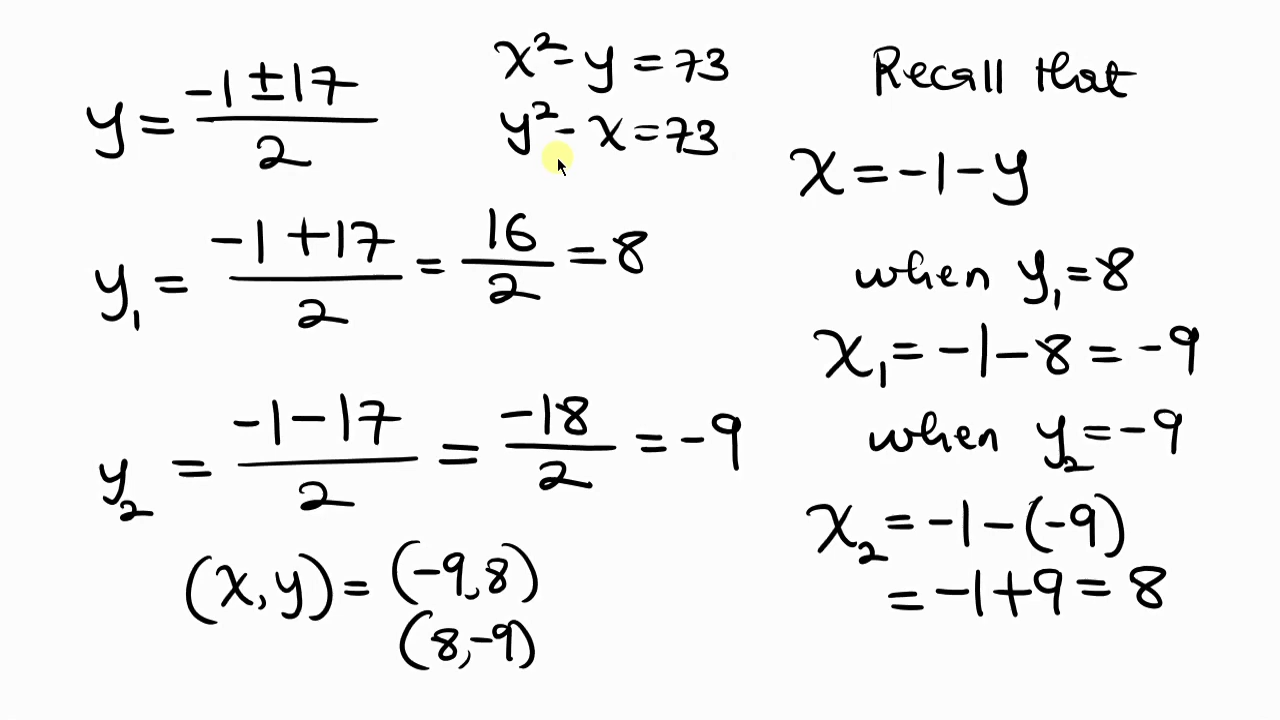 y = (-1 ± 17)/2
x² - y = 73
y² - x = 73
y₁ = (-1 + 17)/2 = 16/2 = 8
y₂ = (-1 - 17)/2 = -18/2 = -9
(x, y) = (-9, 8)
(8, -9)
Recall that
x = -1 - y
when y₁ = 8
x₁ = -1 - 8 = -9
when y₂ = -9
x₂ = -1 - (-9)
= -1 + 9 = 8